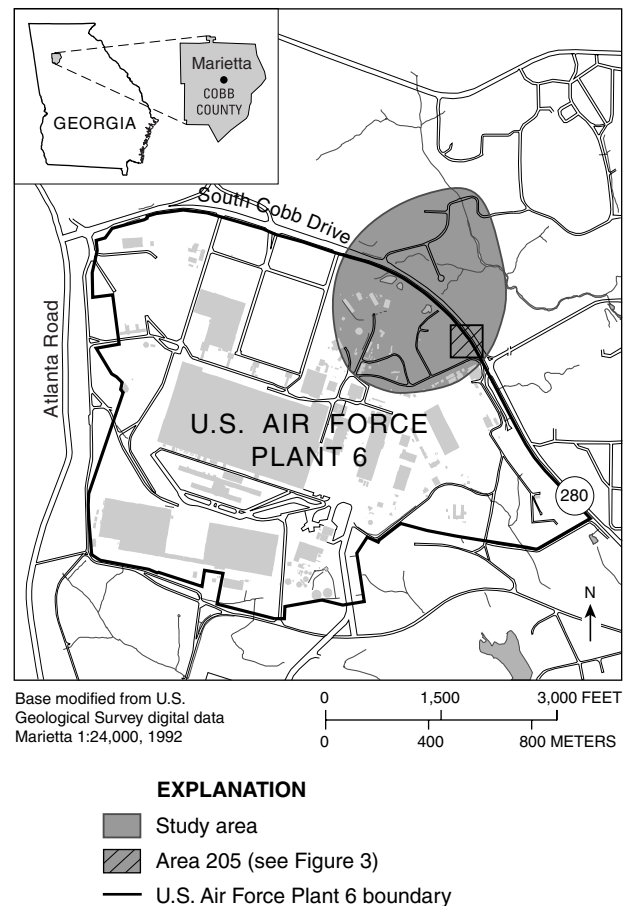 Marietta
COBB
COUNTY
GEORGIA
South Cobb Drive
Atlanta Road
U.S. AIR FORCE
PLANT 6
280
N
Base modified from U.S.
Geological Survey digital data
Marietta 1:24,000, 1992
0 1,500 3,000 FEET
0 400 800 METERS
EXPLANATION
Study area
Area 205 (see Figure 3)
U.S. Air Force Plant 6 boundary